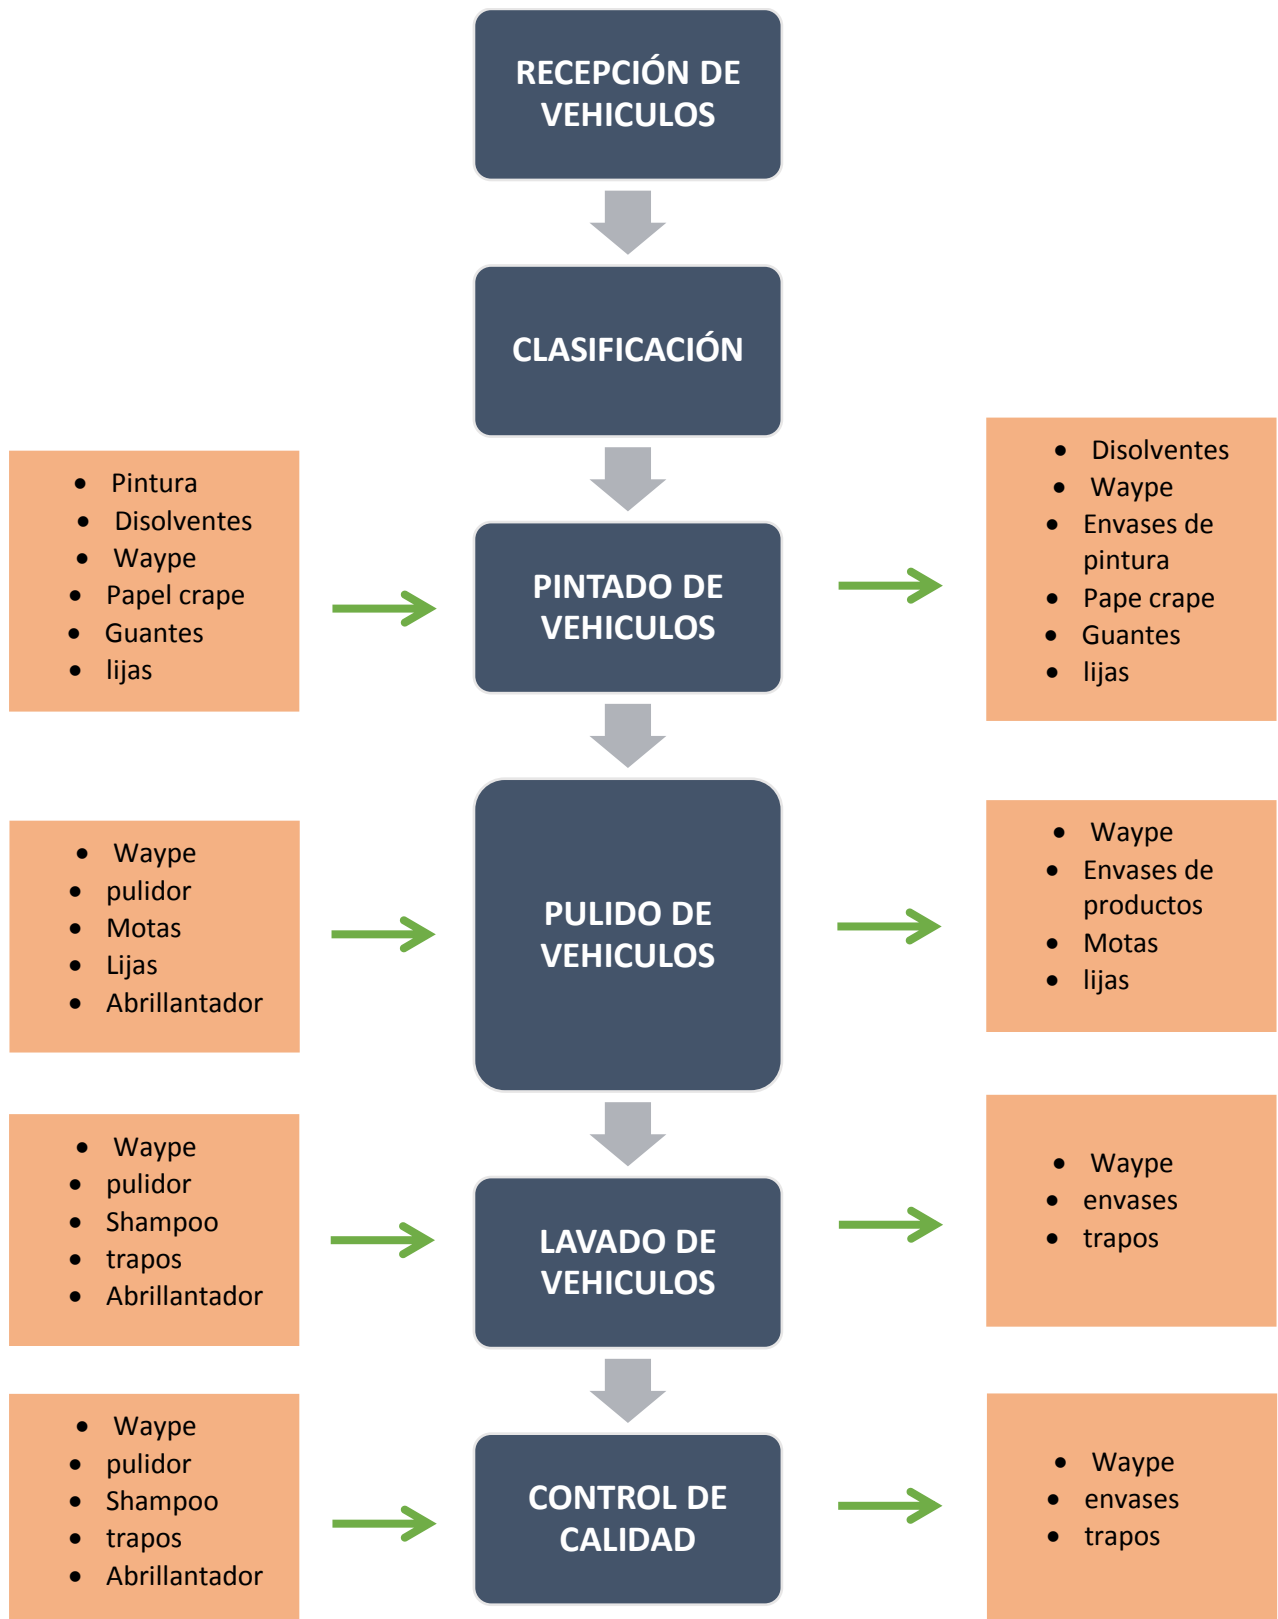 RECEPCIÓN DE
VEHICULOS
CLASIFICACIÓN
• Pintura
• Disolventes
• Waype
• Papel crape
• Guantes
• lijas
PINTADO DE
VEHICULOS
• Disolventes
• Waype
• Envases de
pintura
• Pape crape
• Guantes
• lijas
• Waype
• pulidor
• Motas
• Lijas
• Abrillantador
PULIDO DE
VEHICULOS
• Waype
• Envases de
productos
• Motas
• lijas
• Waype
• pulidor
• Shampoo
• trapos
• Abrillantador
LAVADO DE
VEHICULOS
• Waype
• envases
• trapos
• Waype
• pulidor
• Shampoo
• trapos
• Abrillantador
CONTROL DE
CALIDAD
• Waype
• envases
• trapos